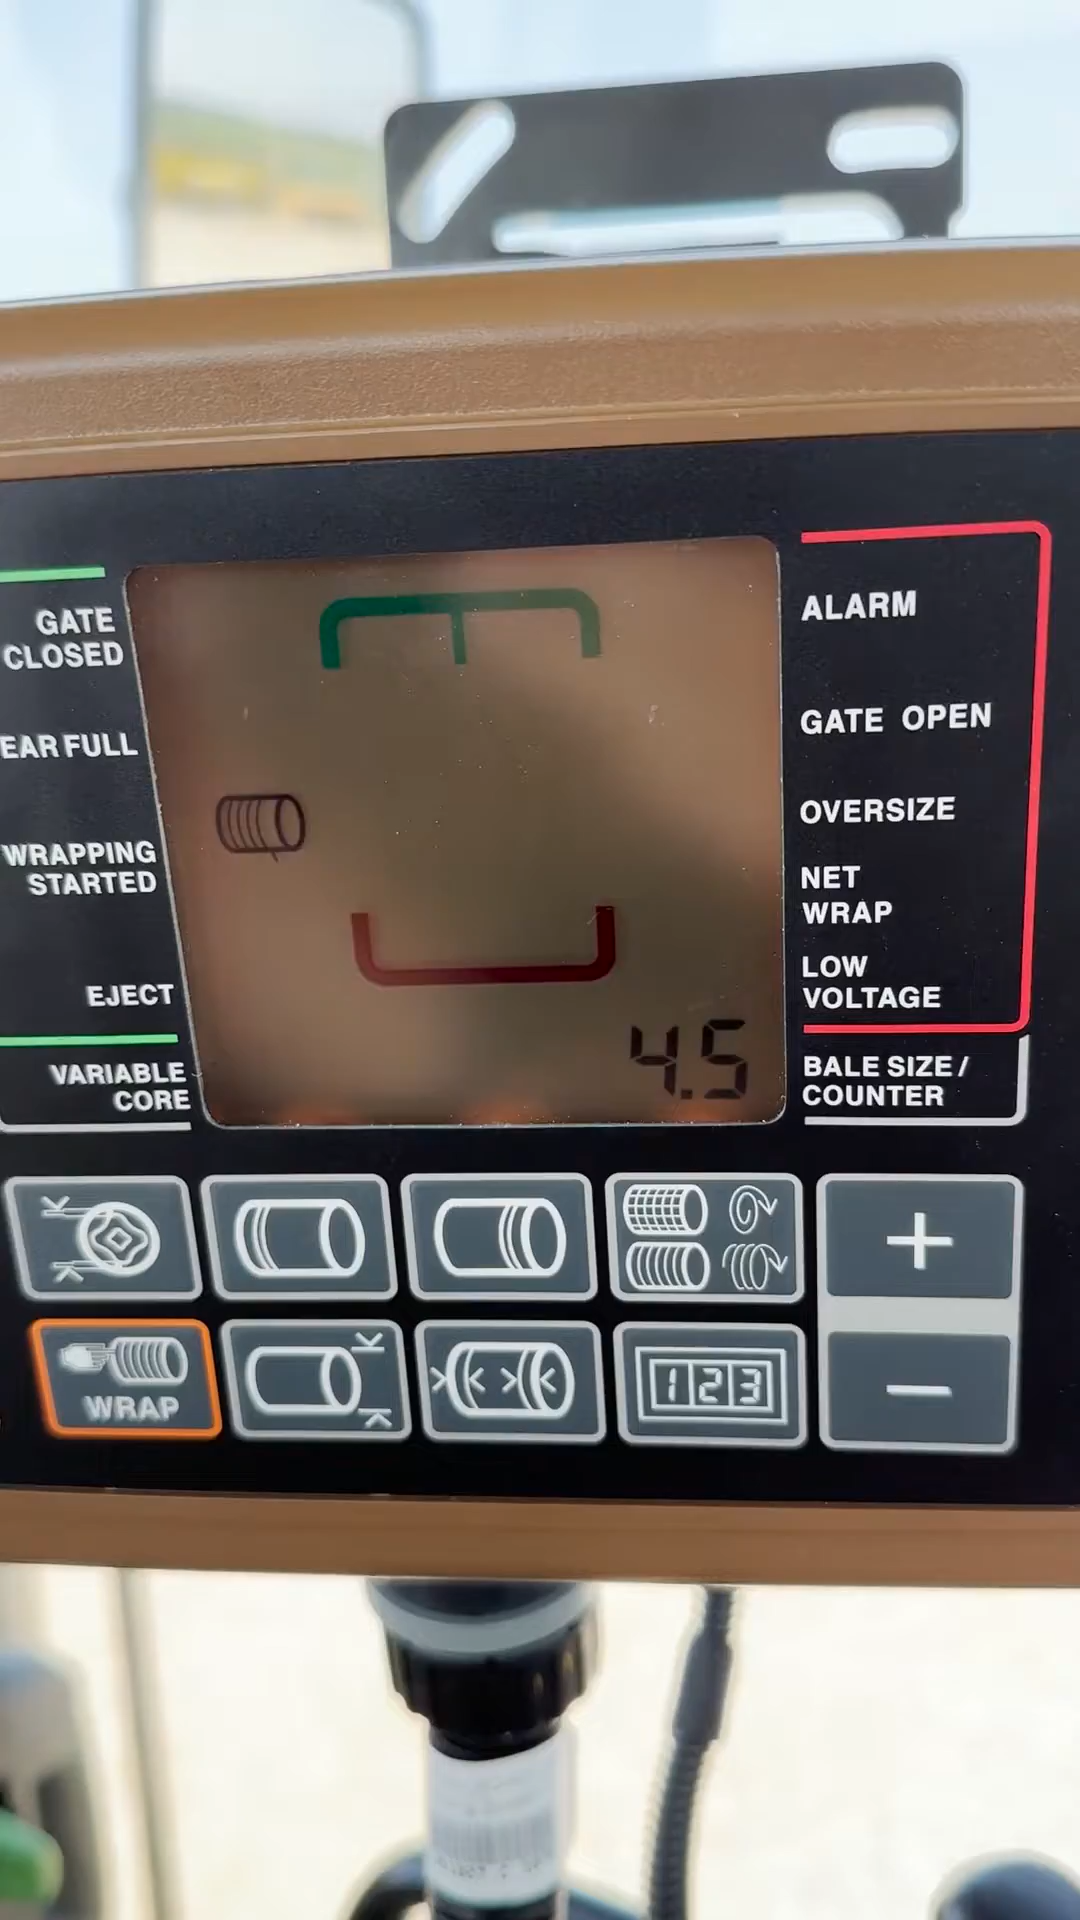 GATE
CLOSED
EAR FULL
WRAPPING
STARTED
EJECT
VARIABLE
CORE
ALARM
GATE OPEN
OVERSIZE
NET
WRAP
LOW
VOLTAGE
4.5
BALE SIZE /
COUNTER
+
WRAP
123
−